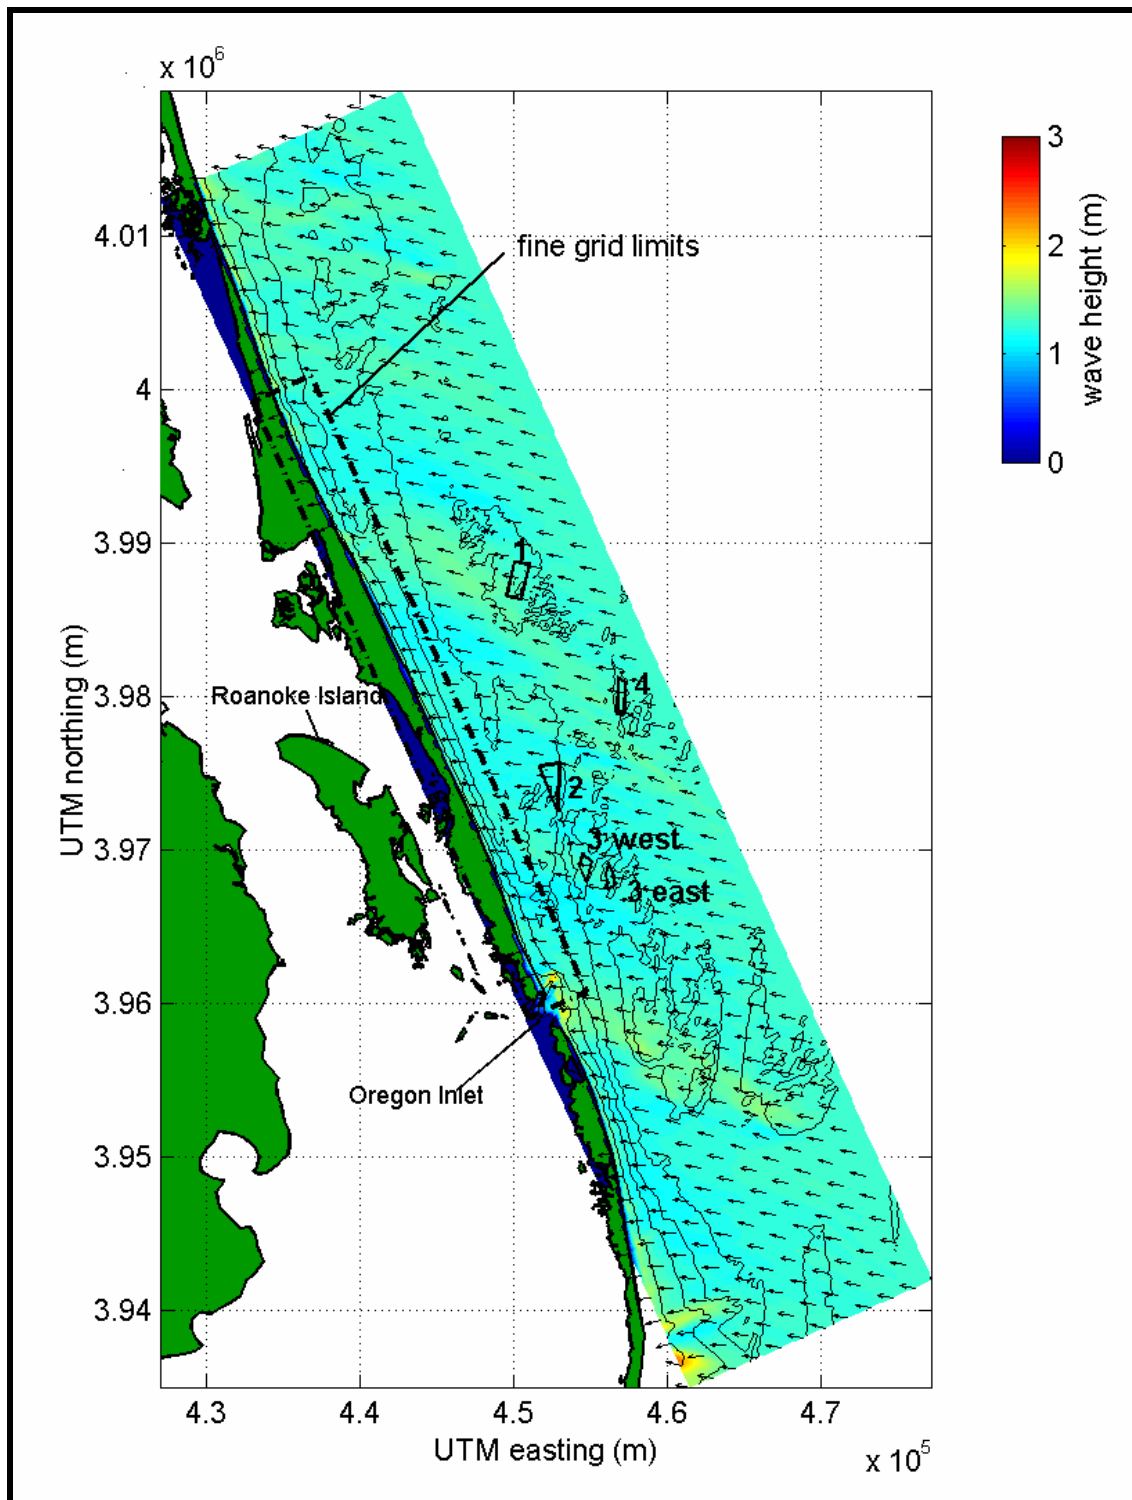 x 10^6
3
4.01
fine grid limits
2
wave height (m)
1
4
0
3.99
1
UTM northing (m)
3.98
Roanoke Island
4
2
3.97
3 west
3 east
3.96
Oregon Inlet
3.95
3.94
4.3
4.4
4.5
4.6
4.7
UTM easting (m)
x 10^5